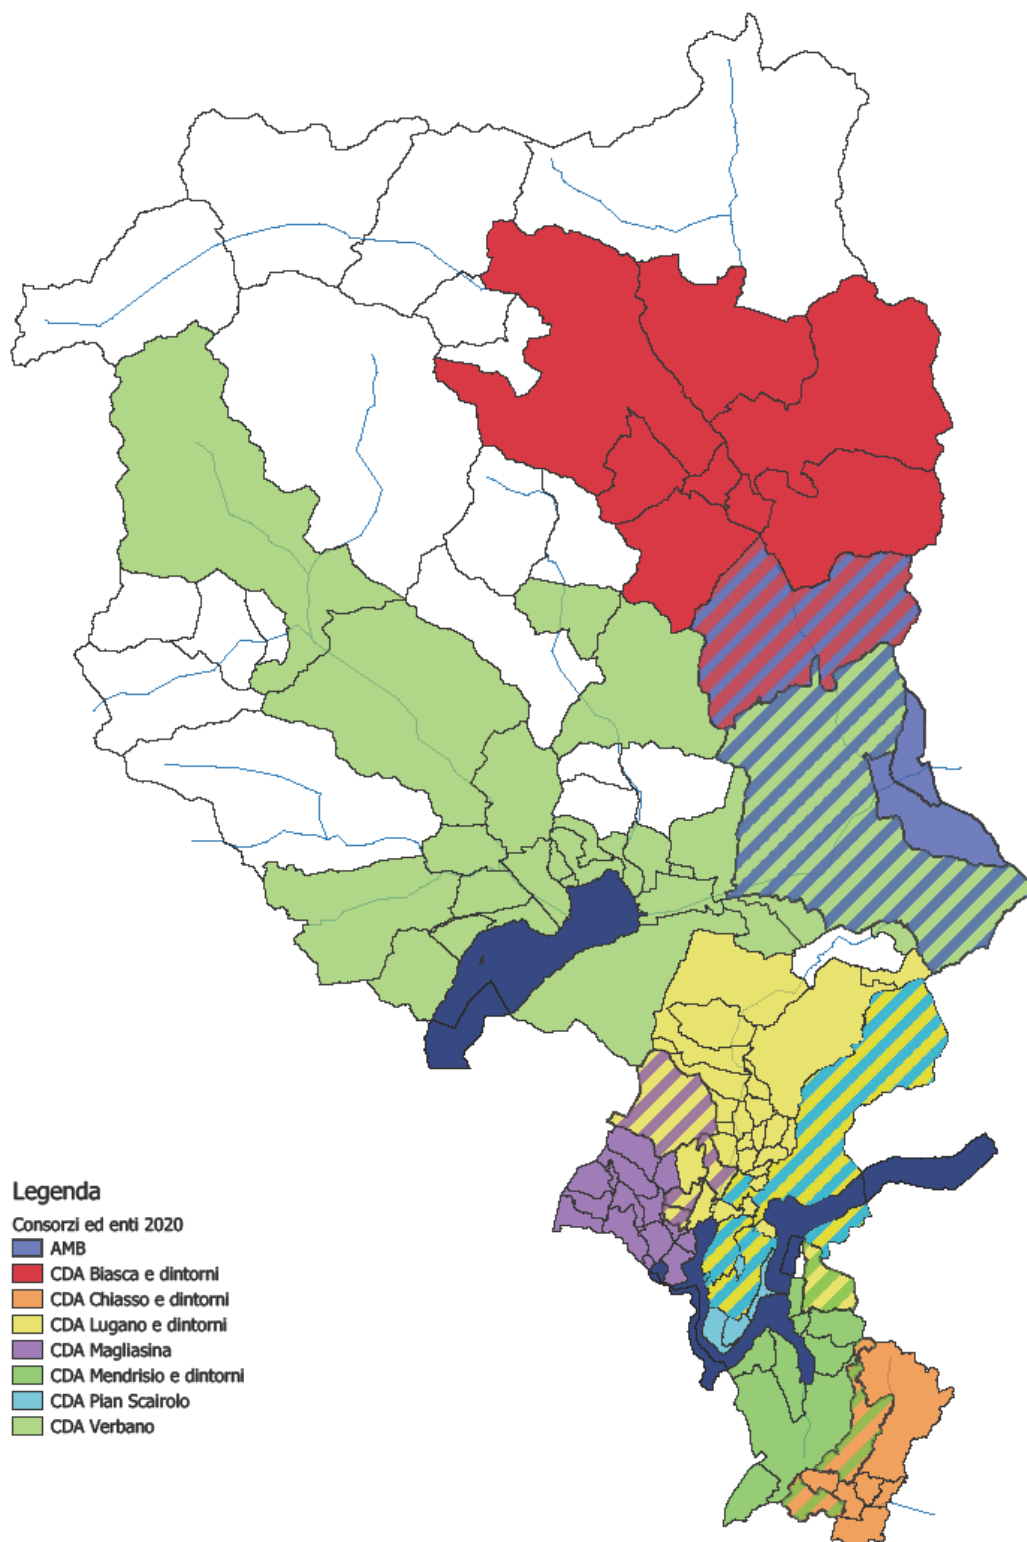 Legenda
Consorzi ed enti 2020
AMB
CDA Biasca e dintorni
CDA Chiasso e dintorni
CDA Lugano e dintorni
CDA Magliasina
CDA Mendrisio e dintorni
CDA Pian Scairolo
CDA Verbano